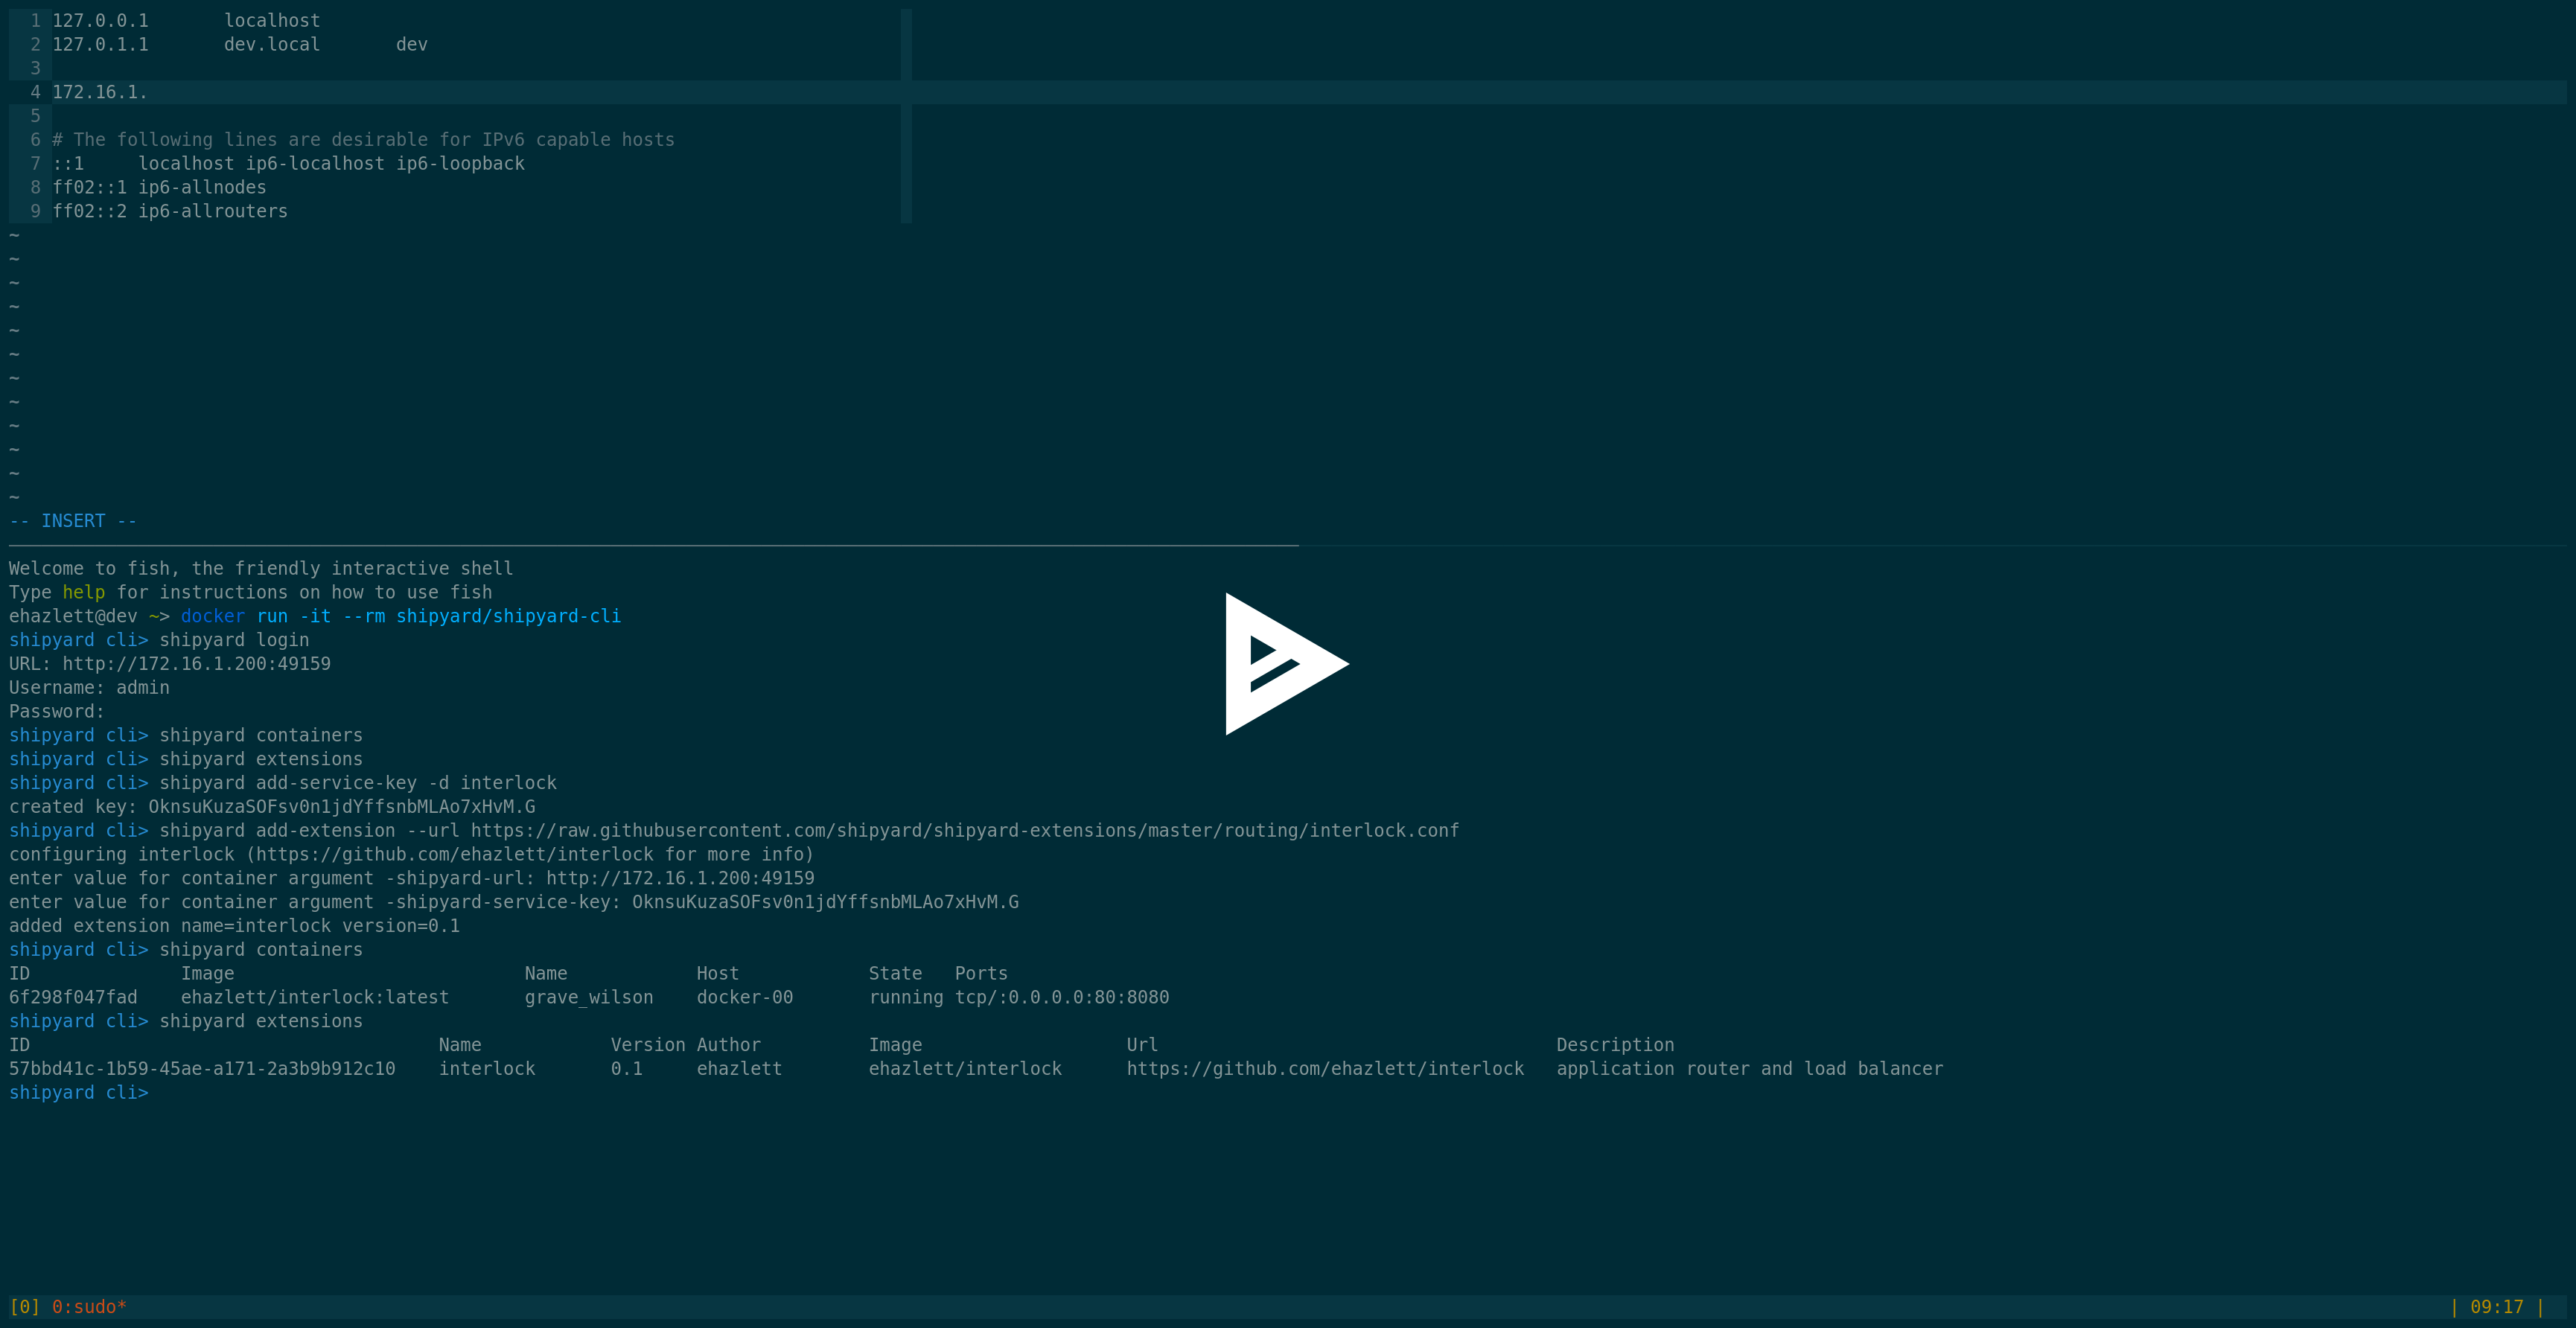 1 127.0.0.1       localhost
2 127.0.1.1       dev.local       dev
3
4 172.16.1.
5
6 # The following lines are desirable for IPv6 capable hosts
7 ::1     localhost ip6-localhost ip6-loopback
8 ff02::1 ip6-allnodes
9 ff02::2 ip6-allrouters
~
~
~
~
~
~
~
~
~
~
~
~
-- INSERT --
Welcome to fish, the friendly interactive shell
Type help for instructions on how to use fish
ehazlett@dev ~> docker run -it --rm shipyard/shipyard-cli
shipyard cli> shipyard login
URL: http://172.16.1.200:49159
Username: admin
Password:
shipyard cli> shipyard containers
shipyard cli> shipyard extensions
shipyard cli> shipyard add-service-key -d interlock
created key: OknsuKuzaSOFsv0n1jdYffsnbMLAo7xHvM.G
shipyard cli> shipyard add-extension --url https://raw.githubusercontent.com/shipyard/shipyard-extensions/master/routing/interlock.conf
configuring interlock (https://github.com/ehazlett/interlock for more info)
enter value for container argument -shipyard-url: http://172.16.1.200:49159
enter value for container argument -shipyard-service-key: OknsuKuzaSOFsv0n1jdYffsnbMLAo7xHvM.G
added extension name=interlock version=0.1
shipyard cli> shipyard containers
ID              Image                           Name            Host            State   Ports
6f298f047fad    ehazlett/interlock:latest       grave_wilson    docker-00       running tcp/:0.0.0.0:80:8080
shipyard cli> shipyard extensions
ID                                      Name            Version Author          Image                   Url                                     Description
57bbd41c-1b59-45ae-a171-2a3b9b912c10    interlock       0.1     ehazlett        ehazlett/interlock      https://github.com/ehazlett/interlock   application router and load balancer
shipyard cli>
[0] 0:sudo* | 09:17 |